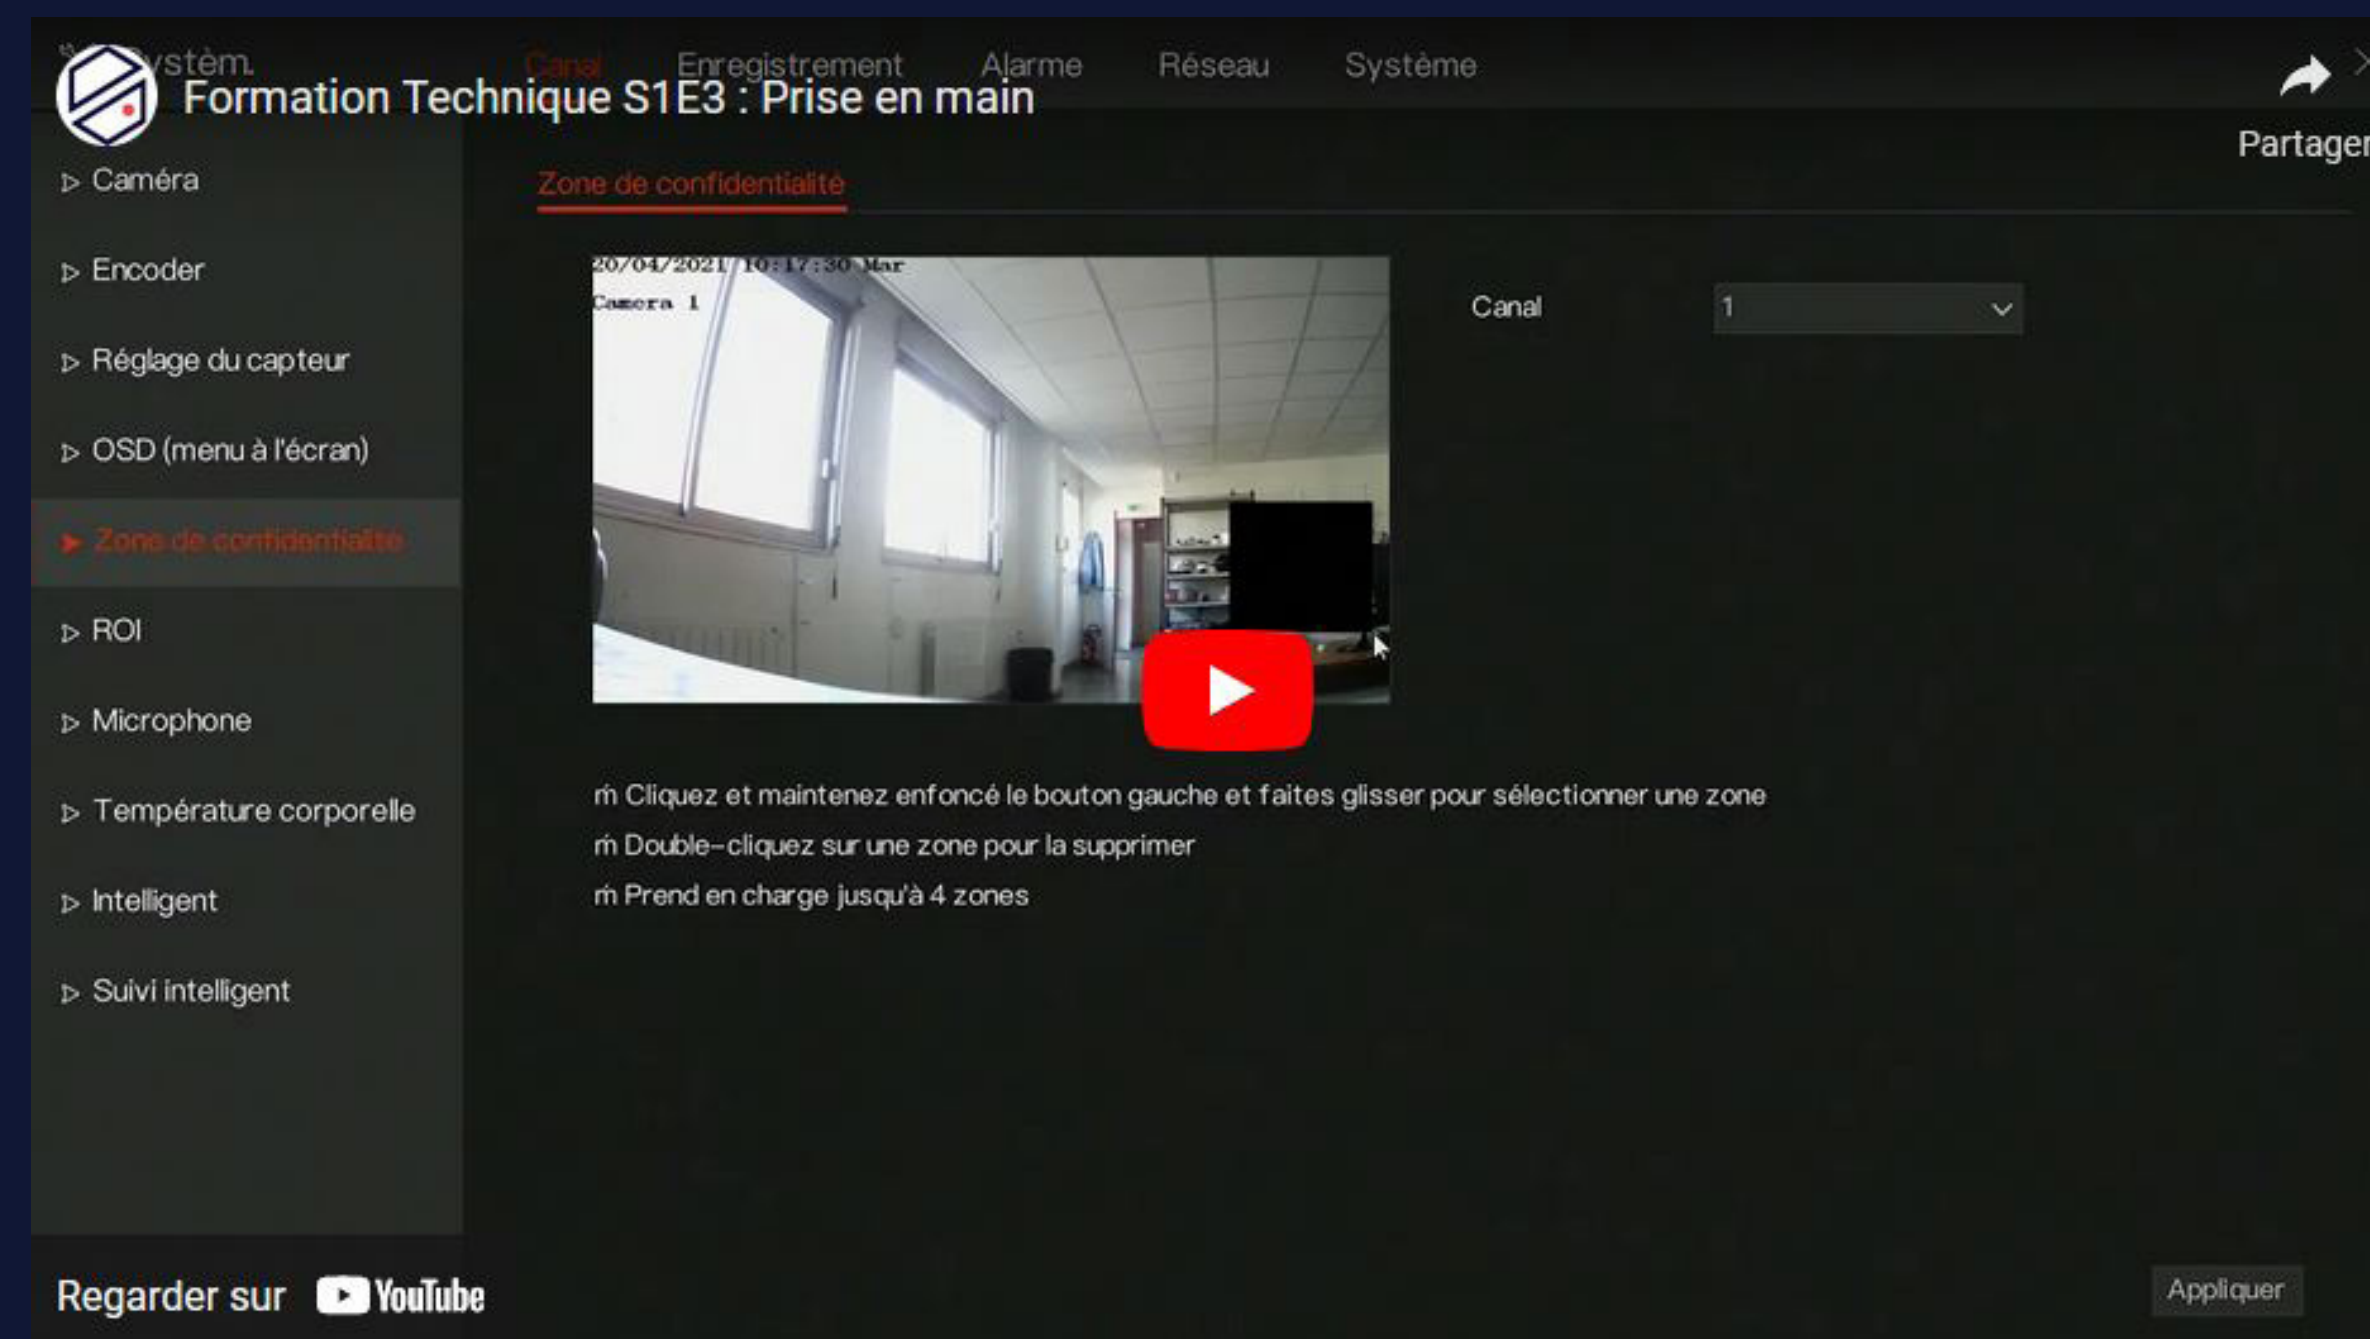 Systèm.
Canal Enregistrement Alarme Réseau Système
Formation Technique S1E3 : Prise en main
Partager
Caméra
Encoder
Réglage du capteur
OSD (menu à l'écran)
Zone de confidentialité
ROI
Microphone
Température corporelle
Intelligent
Suivi intelligent
Zone de confidentialité
20/04/2021 10:17:30 Mar
Camera 1
Canal 1
ḿ Cliquez et maintenez enfoncé le bouton gauche et faites glisser pour sélectionner une zone
ḿ Double-cliquez sur une zone pour la supprimer
ḿ Prend en charge jusqu'à 4 zones
Regarder sur YouTube
Appliquer